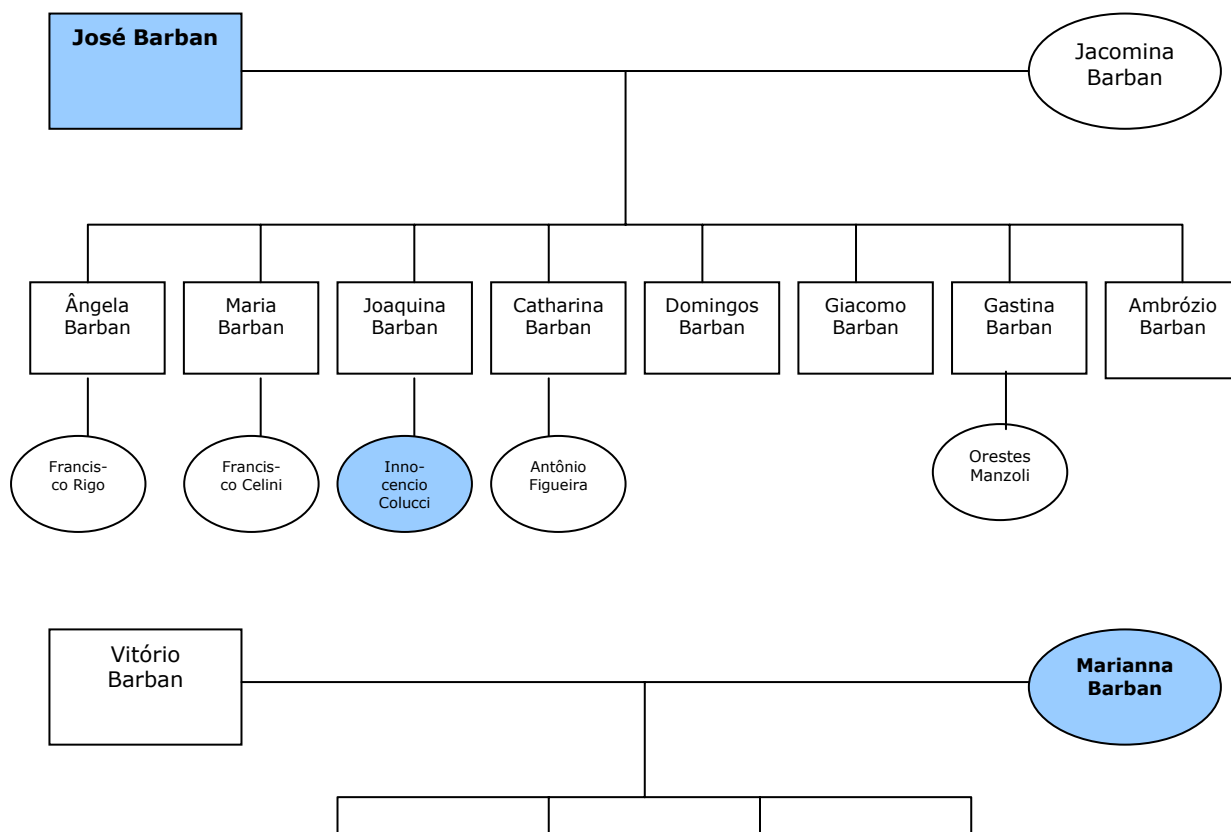 José Barban
Jacomina
Barban
Ângela
Barban
Maria
Barban
Joaquina
Barban
Catharina
Barban
Domingos
Barban
Giacomo
Barban
Gastina
Barban
Ambrózio
Barban
Francis-
co Rigo
Francis-
co Celini
Inno-
cencio
Colucci
Antônio
Figueira
Orestes
Manzoli
Vitório
Barban
Marianna
Barban